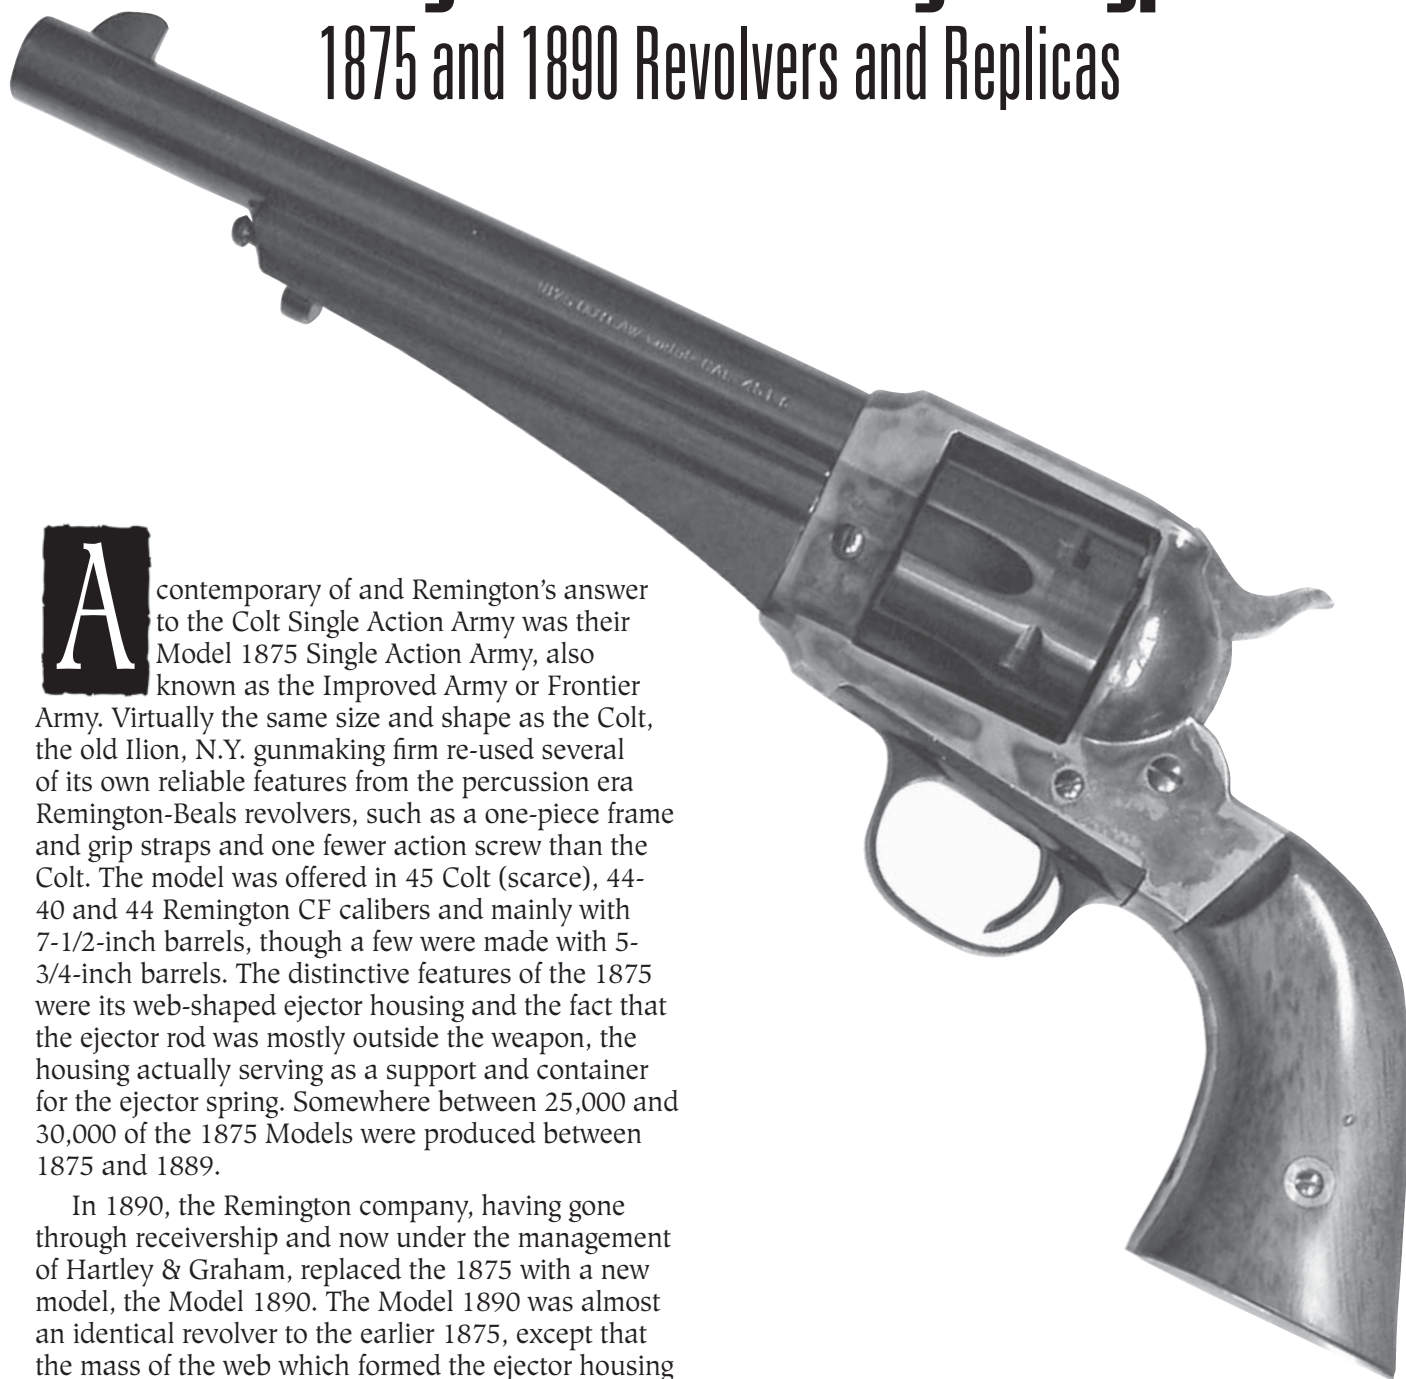 1875 and 1890 Revolvers and Replicas
1875 OUTLAW
A contemporary of and Remington's answer
to the Colt Single Action Army was their
Model 1875 Single Action Army, also
known as the Improved Army or Frontier
Army. Virtually the same size and shape as the Colt,
the old Ilion, N.Y. gunmaking firm re-used several
of its own reliable features from the percussion era
Remington-Beals revolvers, such as a one-piece frame
and grip straps and one fewer action screw than the
Colt. The model was offered in 45 Colt (scarce), 44-
40 and 44 Remington CF calibers and mainly with
7-1/2-inch barrels, though a few were made with 5-
3/4-inch barrels. The distinctive features of the 1875
were its web-shaped ejector housing and the fact that
the ejector rod was mostly outside the weapon, the
housing actually serving as a support and container
for the ejector spring. Somewhere between 25,000 and
30,000 of the 1875 Models were produced between
1875 and 1889.
In 1890, the Remington company, having gone
through receivership and now under the management
of Hartley & Graham, replaced the 1875 with a new
model, the Model 1890. The Model 1890 was almost
an identical revolver to the earlier 1875, except that
the mass of the web which formed the ejector housing